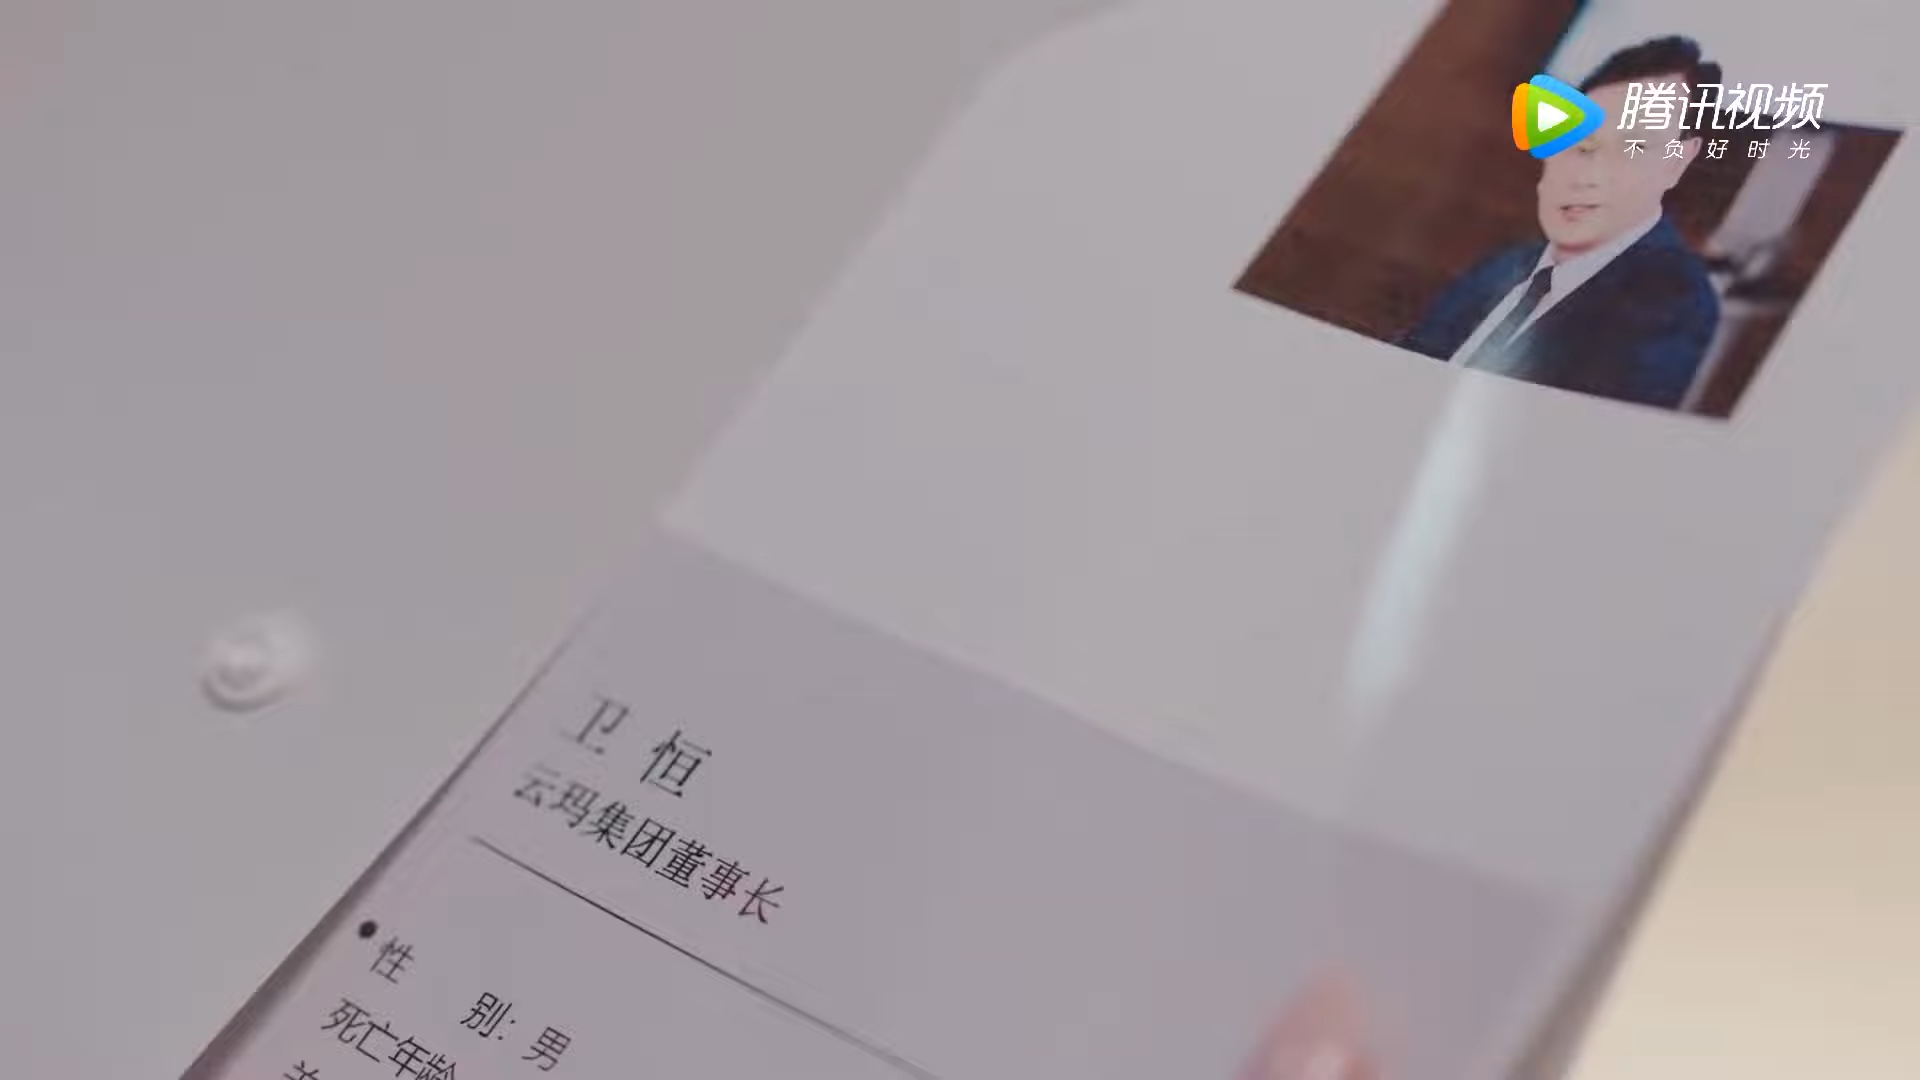 腾讯视频
不负好时光
卫 恒
云玛集团董事长
性 别：男
死亡年龄